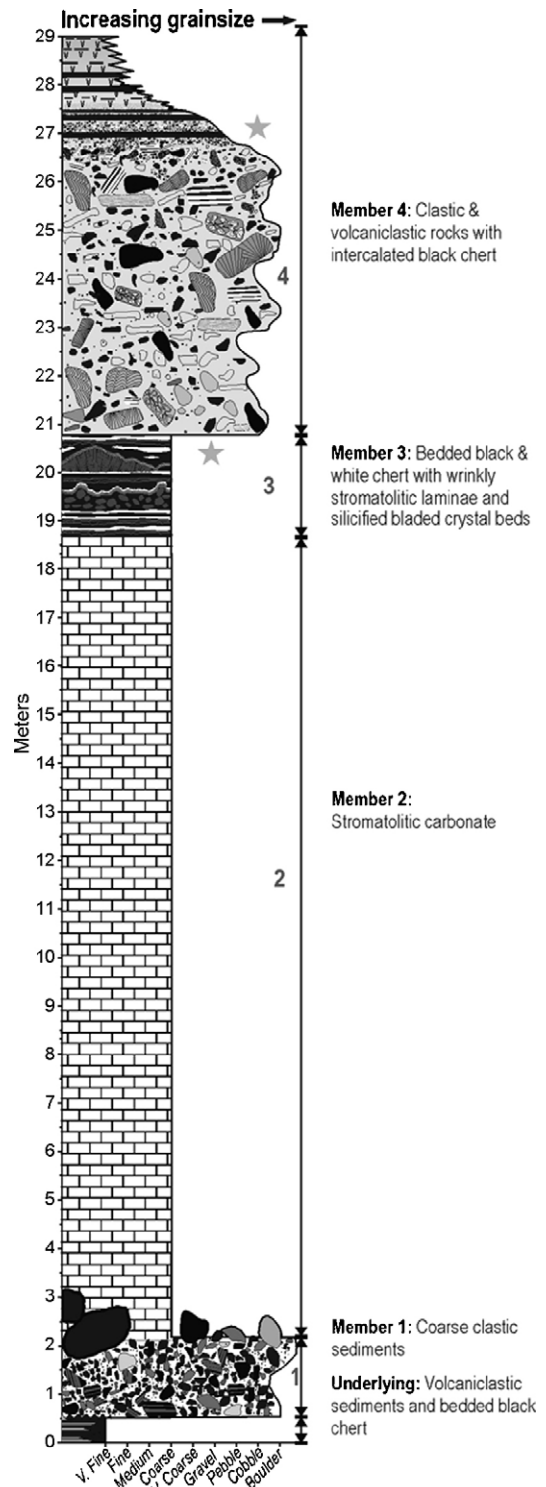 Increasing grainsize
29
28
27
26
25
24
23
22
21
20
19
18
17
16
15
14
13
12
11
10
9
8
7
6
5
4
3
2
1
0
Meters
4
3
2
1
Member 4: Clastic &
volcaniclastic rocks with
intercalated black chert
Member 3: Bedded black &
white chert with wrinkly
stromatolitic laminae and
silicified bladed crystal beds
Member 2:
Stromatolitic carbonate
Member 1: Coarse clastic
sediments
Underlying: Volcaniclastic
sediments and bedded black
chert
V. Fine
Fine
Medium
Coarse
V. Coarse
Gravel
Pebble
Cobble
Boulder